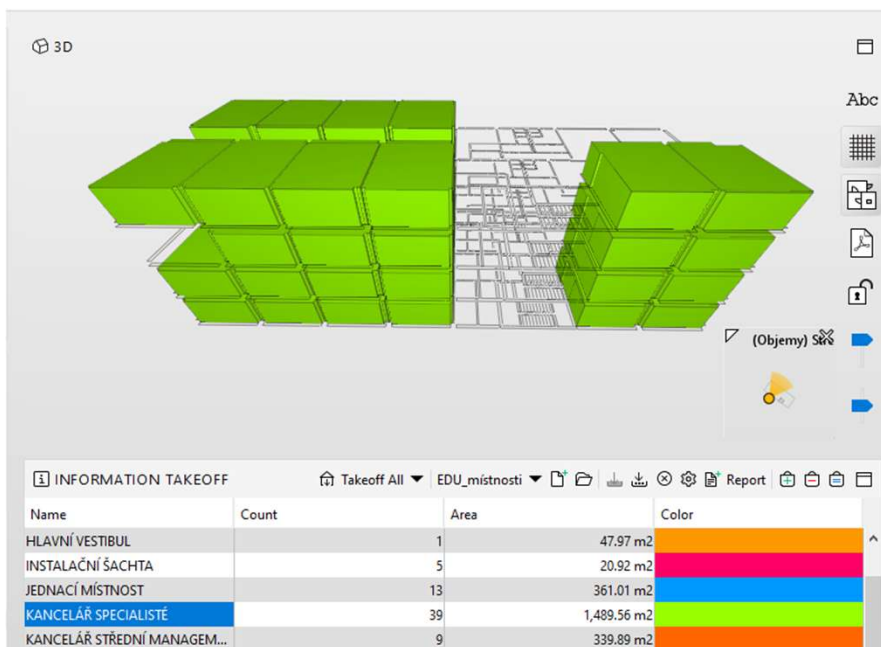 3D
Abc
(Objemy) Str
INFORMATION TAKEOFF Takeoff All EDU_místnosti Report
Name Count Area Color
HLAVNÍ VESTIBUL 1 47.97 m2
INSTALAČNÍ ŠACHTA 5 20.92 m2
JEDNACÍ MÍSTNOST 13 361.01 m2
KANCELÁŘ SPECIALISTÉ 39 1,489.56 m2
KANCELÁŘ STŘEDNÍ MANAGEM... 9 339.89 m2